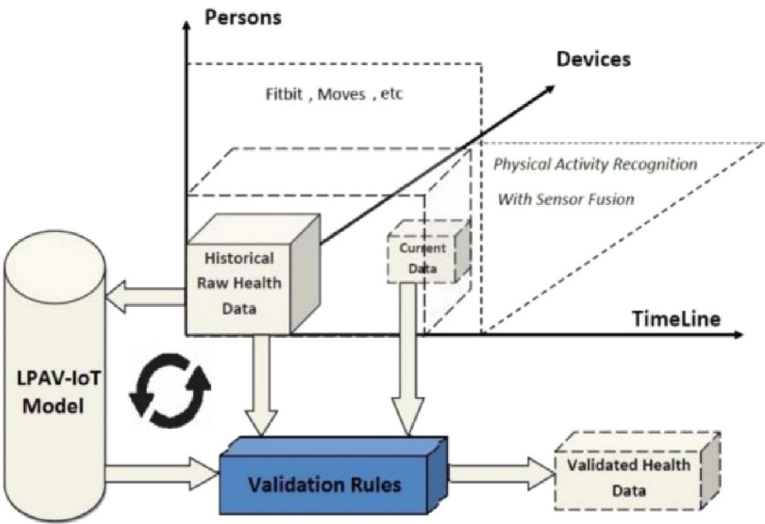 Persons
Devices
Fitbit , Moves , etc
Physical Activity Recognition
With Sensor Fusion
Historical
Raw Health
Data
Current
Data
TimeLine
LPAV-IoT
Model
Validation Rules
Validated Health
Data